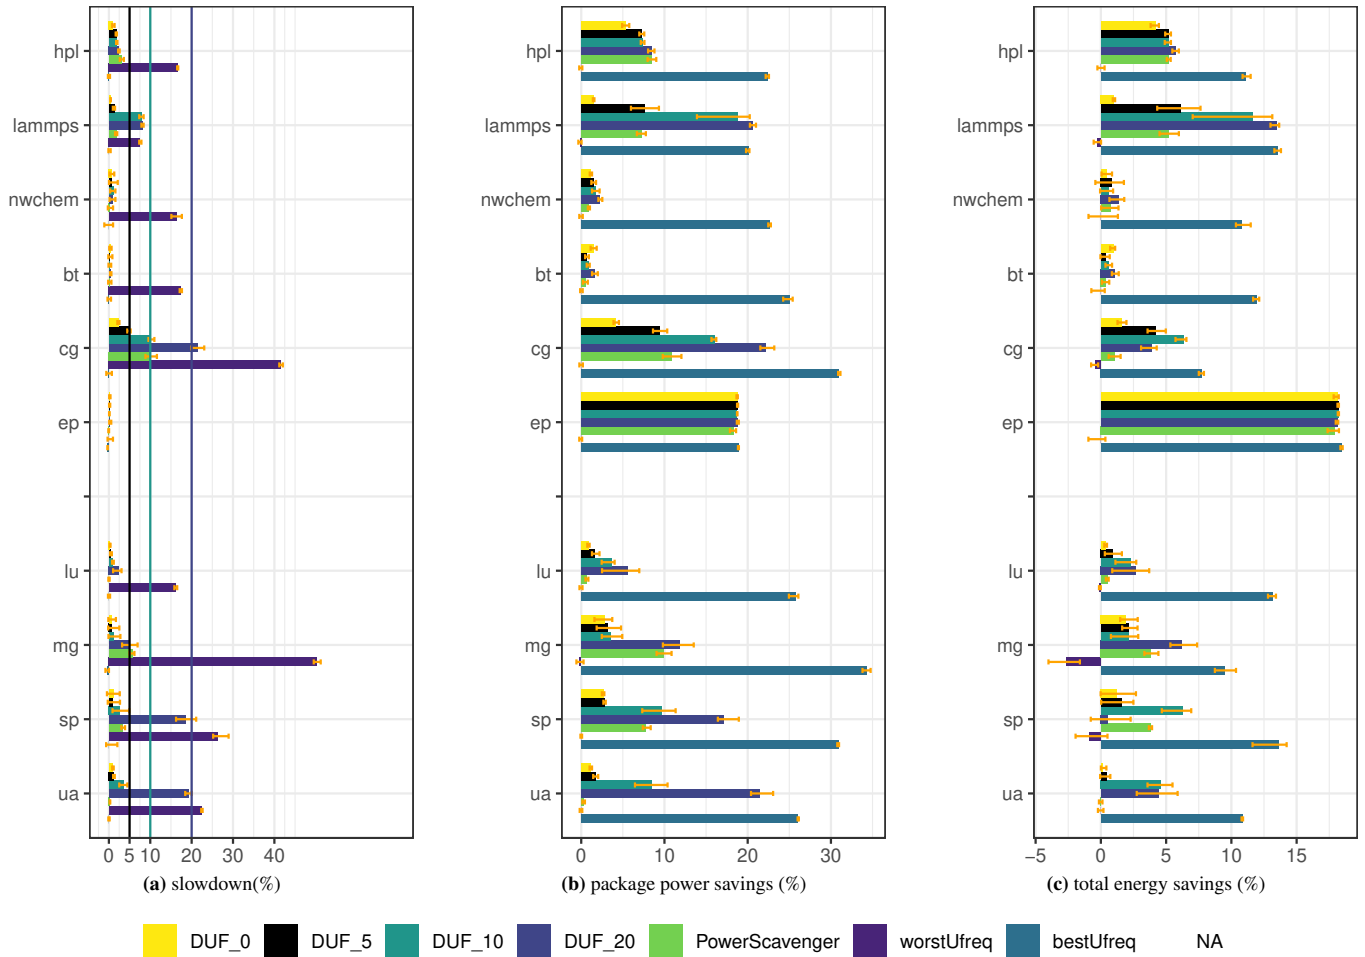 hpl
lammps
nwchem
bt
cg
ep
lu
mg
sp
ua
0 5 10 20 30 40
(a) slowdown(%)
hpl
lammps
nwchem
bt
cg
ep
lu
mg
sp
ua
0 10 20 30
(b) package power savings (%)
hpl
lammps
nwchem
bt
cg
ep
lu
mg
sp
ua
-5 0 5 10 15
(c) total energy savings (%)
DUF_0 DUF_5 DUF_10 DUF_20 PowerScavenger worstUfreq bestUfreq NA